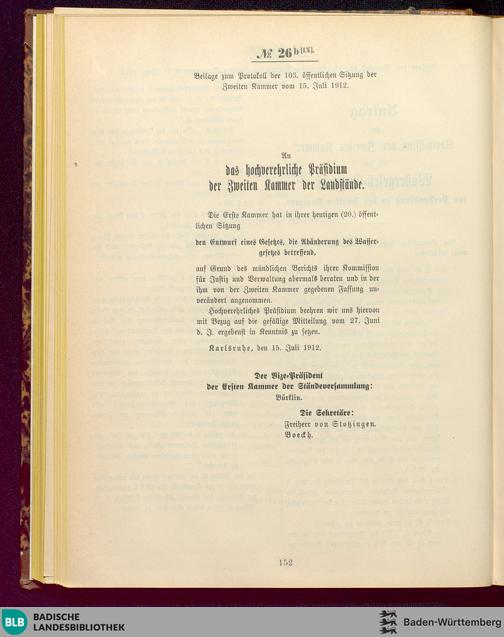 № 26b[IX].
Beilage zum Protokoll der 103. öffentlichen Sitzung der
Zweiten Kammer vom 15. Juli 1912.
An
das hochverehrliche Präsidium
der Zweiten Kammer der Landstände.
Die Erste Kammer hat in ihrer heutigen (20.) öffent-
lichen Sitzung
den Entwurf eines Gesetzes, die Abänderung des Wasser-
gesetzes betreffend,
auf Grund des mündlichen Berichts ihrer Kommission
für Justiz und Verwaltung abermals beraten und in der
ihm von der Zweiten Kammer gegebenen Fassung un-
verändert angenommen.
Hochverehrliches Präsidium beehren wir uns hiervon
mit Bezug auf die gefällige Mitteilung vom 27. Juni
d. J. ergebenst in Kenntnis zu setzen.
Karlsruhe, den 15. Juli 1912.
Der Vize-Präsident
der Ersten Kammer der Ständeversammlung:
Bürklin.
Die Sekretäre:
Freiherr von Stotzingen.
Boeckh.
152
BLB BADISCHE
LANDESBIBLIOTHEK
Baden-Württemberg